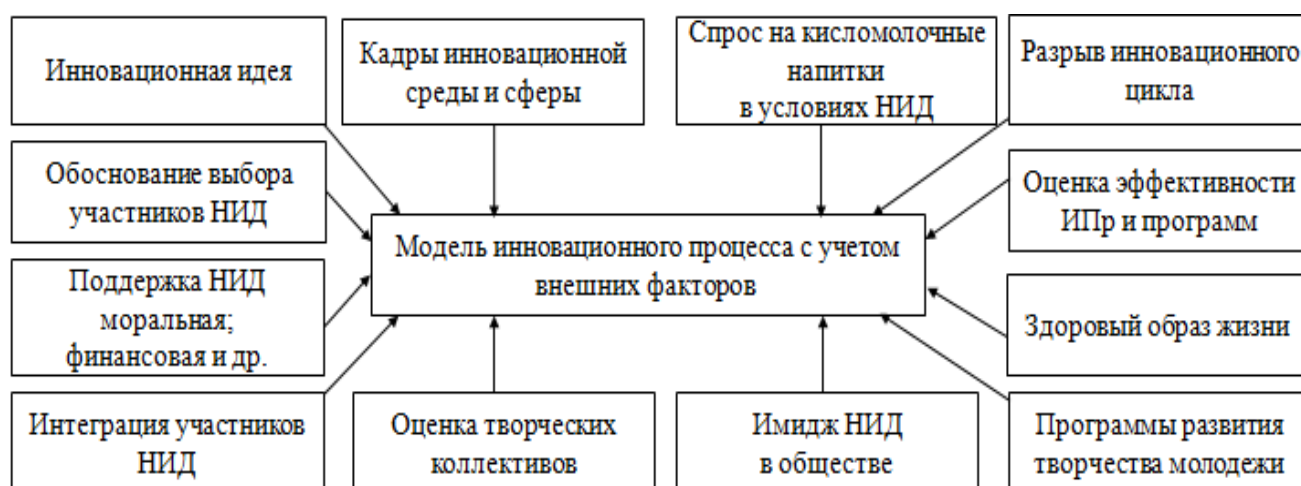 Инновационная идея
Кадры инновационной
среды и сферы
Спрос на кисломолочные
напитки
в условиях НИД
Разрыв инновационного
цикла
Обоснование выбора
участников НИД
Оценка эффективности
ИПр и программ
Модель инновационного процесса с учетом
внешних факторов
Поддержка НИД
моральная;
финансовая и др.
Здоровый образ жизни
Интеграция участников
НИД
Оценка творческих
коллективов
Имидж НИД
в обществе
Программы развития
творчества молодежи